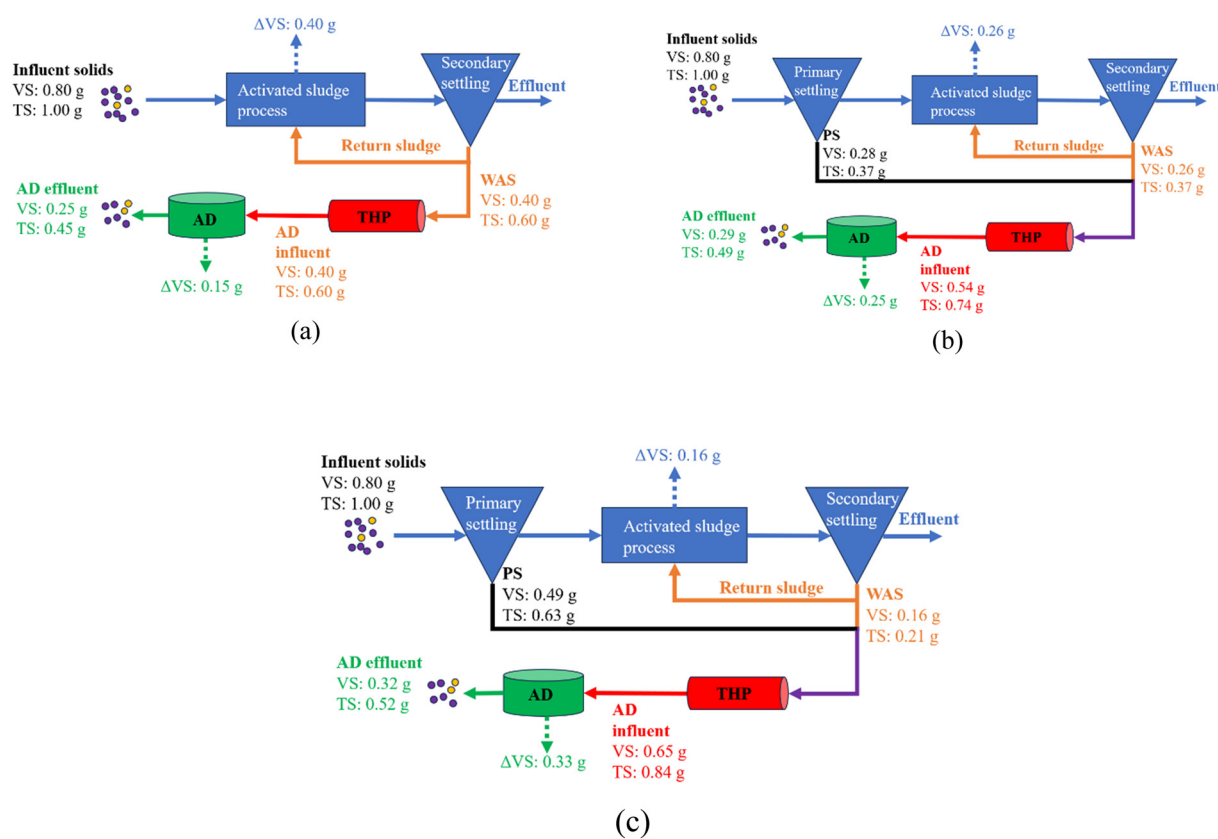 ΔVS: 0.40 g
Influent solids
VS: 0.80 g
TS: 1.00 g
Activated sludge
process
Secondary
settling
Effluent
Return sludge
WAS
VS: 0.40 g
TS: 0.60 g
AD effluent
VS: 0.25 g
TS: 0.45 g
AD
THP
AD
influent
VS: 0.40 g
TS: 0.60 g
ΔVS: 0.15 g
(a)
ΔVS: 0.26 g
Influent solids
VS: 0.80 g
TS: 1.00 g
Primary
settling
Activated sludge
process
Secondary
settling
Effluent
PS
VS: 0.28 g
TS: 0.37 g
Return sludge
WAS
VS: 0.26 g
TS: 0.37 g
AD effluent
VS: 0.29 g
TS: 0.49 g
AD
THP
AD
influent
VS: 0.54 g
TS: 0.74 g
ΔVS: 0.25 g
(b)
ΔVS: 0.16 g
Influent solids
VS: 0.80 g
TS: 1.00 g
Primary
settling
Activated sludge
process
Secondary
settling
Effluent
PS
VS: 0.49 g
TS: 0.63 g
Return sludge
WAS
VS: 0.16 g
TS: 0.21 g
AD effluent
VS: 0.32 g
TS: 0.52 g
AD
THP
AD
influent
VS: 0.65 g
TS: 0.84 g
ΔVS: 0.33 g
(c)